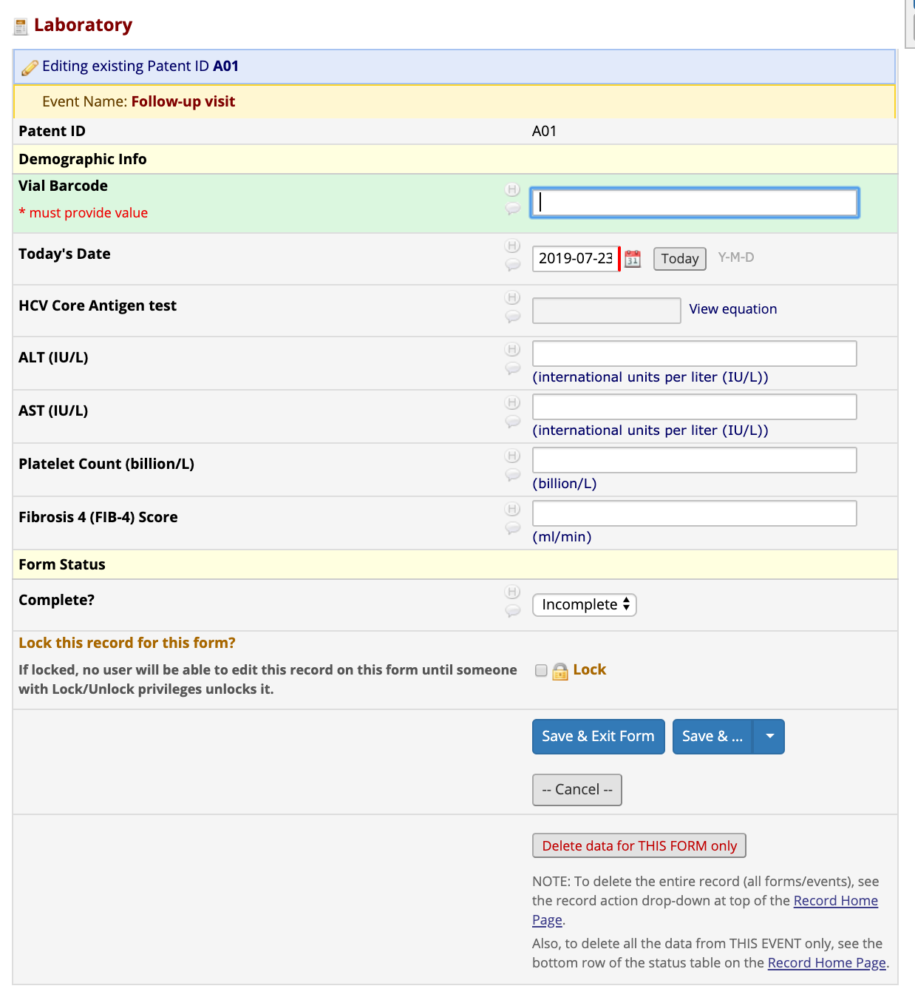 Laboratory
Editing existing Patent ID A01
Event Name: Follow-up visit
Patent ID A01
Demographic Info
Vial Barcode
H
* must provide value
Today's Date
H
2019-07-23 31 Today Y-M-D
HCV Core Antigen test
H
View equation
ALT (IU/L)
H
(international units per liter (IU/L))
AST (IU/L)
H
(international units per liter (IU/L))
Platelet Count (billion/L)
H
(billion/L)
Fibrosis 4 (FIB-4) Score
H
(ml/min)
Form Status
Complete?
H
Incomplete
Lock this record for this form?
If locked, no user will be able to edit this record on this form until someone
with Lock/Unlock privileges unlocks it.
Lock
Save & Exit Form Save & ...
-- Cancel --
Delete data for THIS FORM only
NOTE: To delete the entire record (all forms/events), see
the record action drop-down at top of the Record Home
Page.
Also, to delete all the data from THIS EVENT only, see the
bottom row of the status table on the Record Home Page.